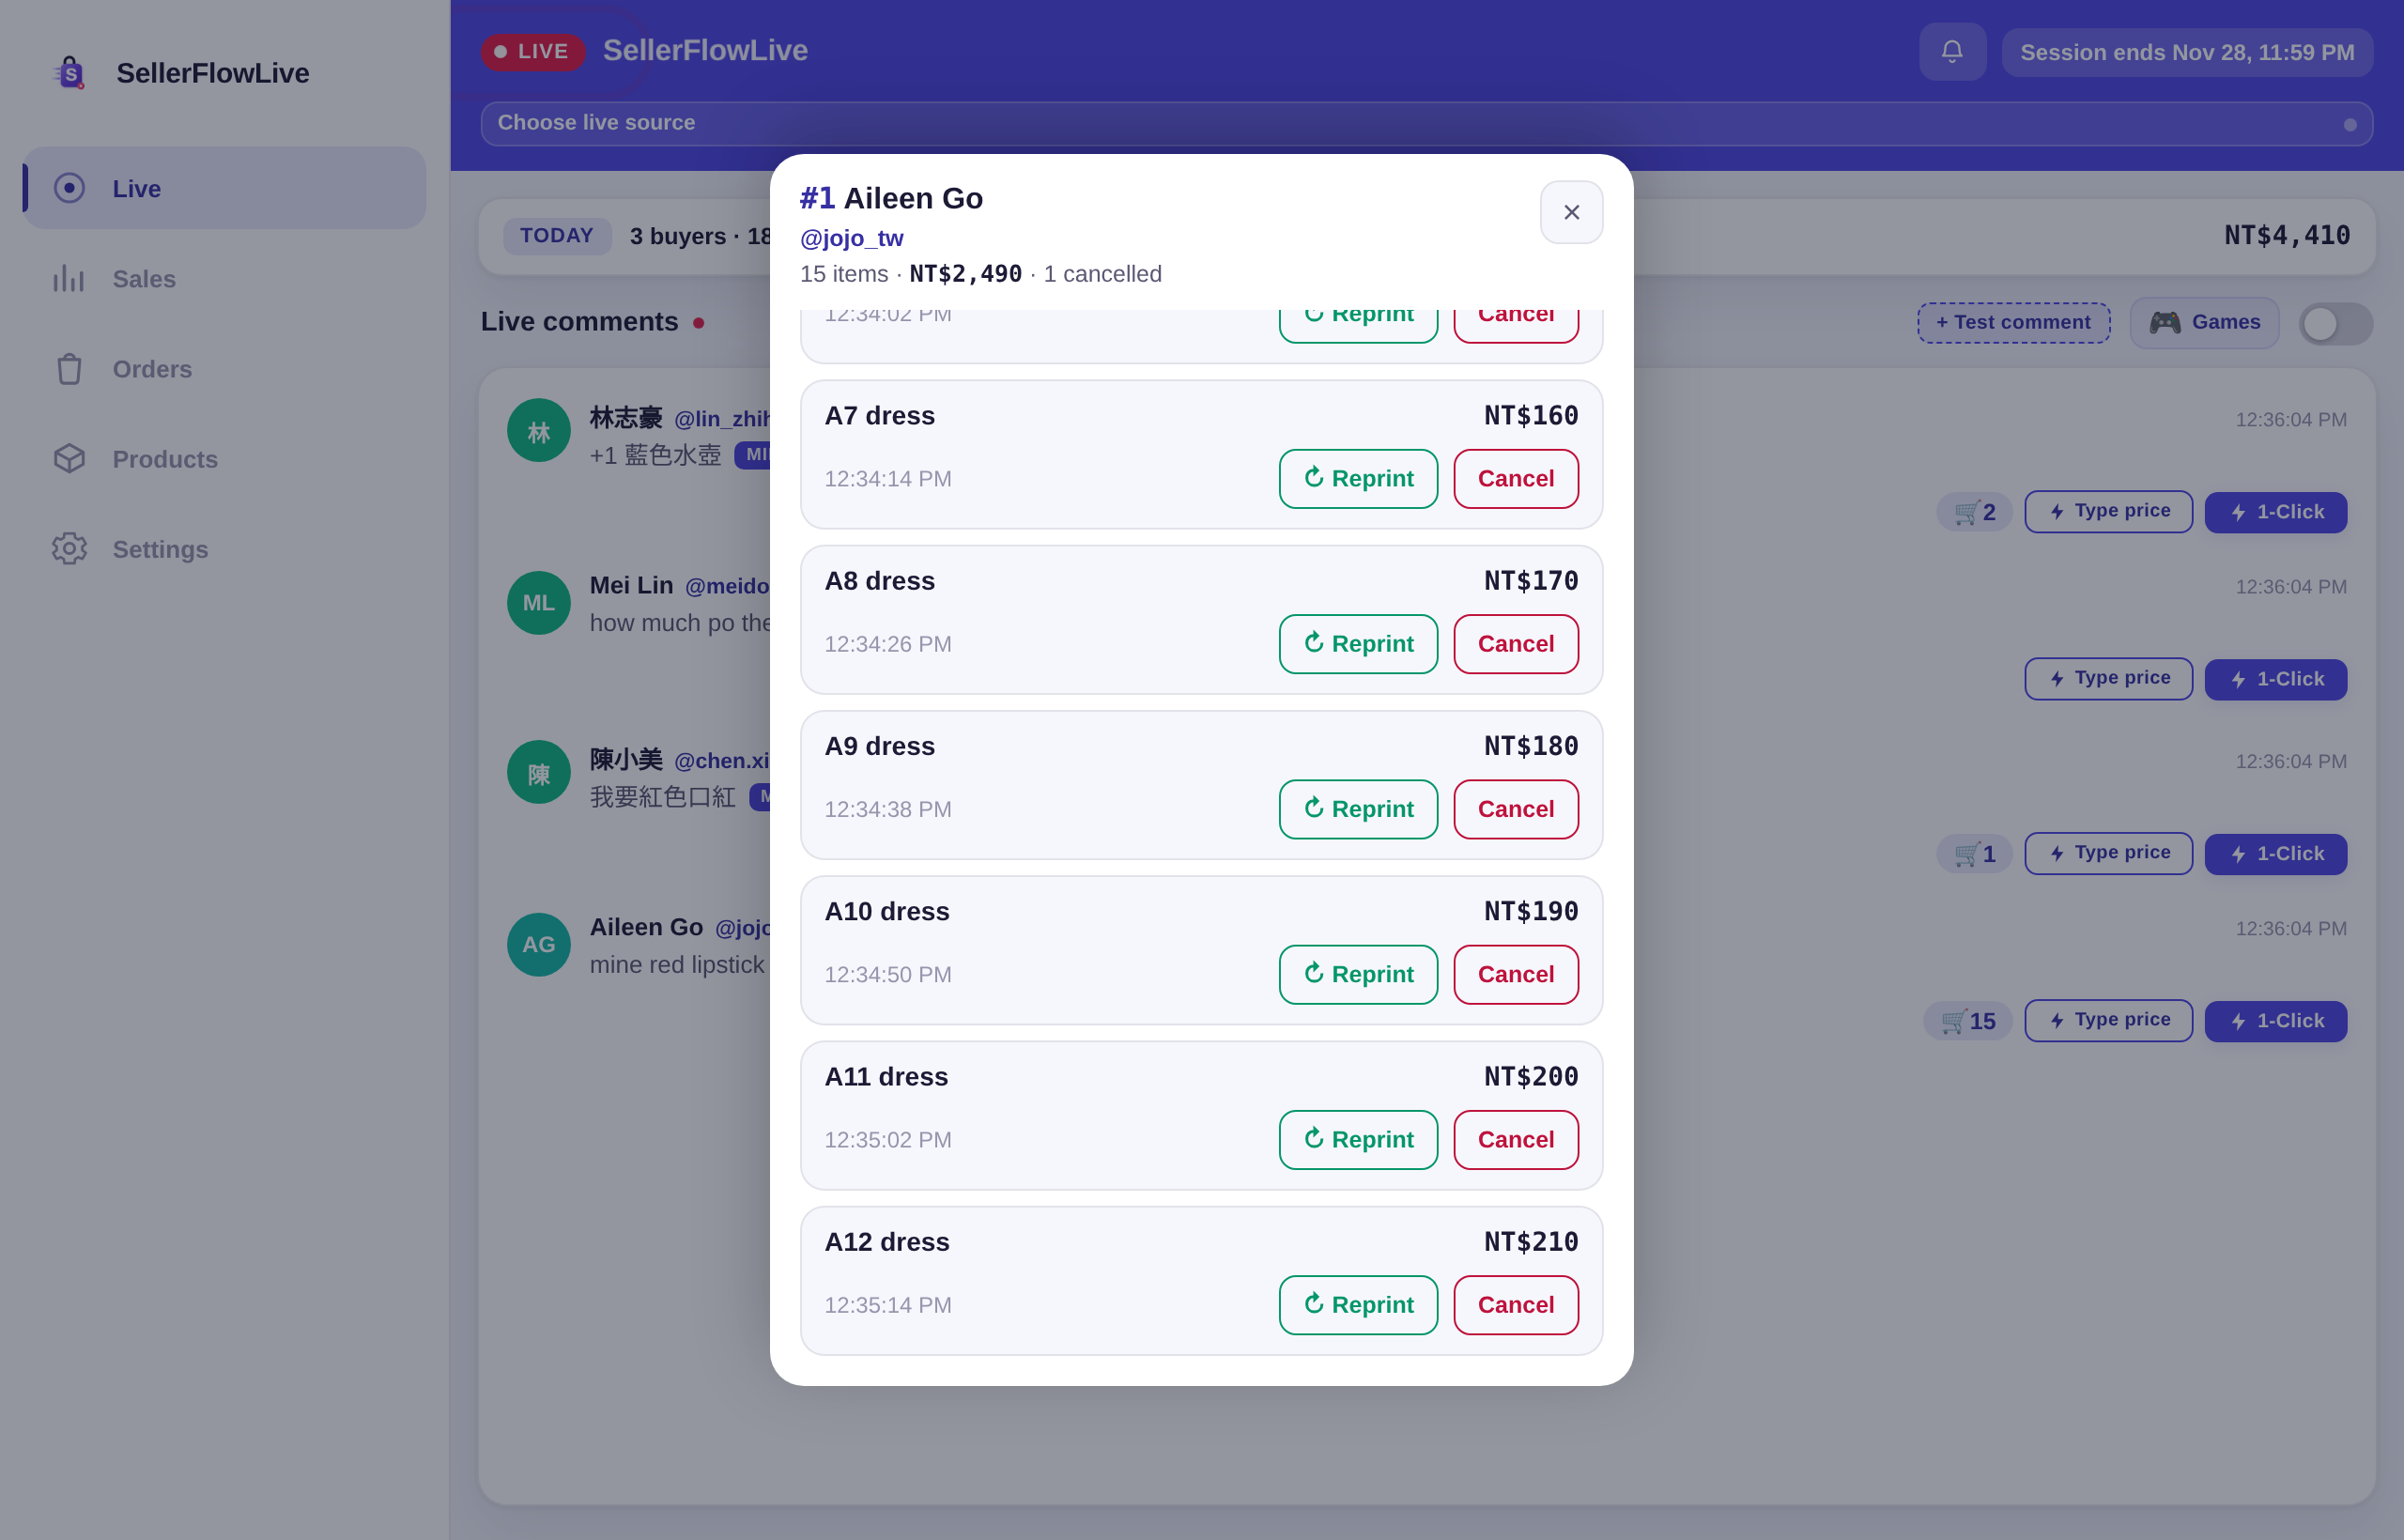 SellerFlowLive
Live
Sales
Orders
Products
Settings
LIVE SellerFlowLive
Session ends Nov 28, 11:59 PM
Choose live source
TODAY 3 buyers · 18
NT$4,410
Live comments
+ Test comment
🎮 Games
林 林志豪 @lin_zhih
12:36:04 PM
+1 藍色水壺
🛒2 Type price 1-Click
ML Mei Lin @meido
12:36:04 PM
how much po the
Type price 1-Click
陳 陳小美 @chen.xi
12:36:04 PM
我要紅色口紅
🛒1 Type price 1-Click
AG Aileen Go @jojo
12:36:04 PM
mine red lipstick
🛒15 Type price 1-Click
#1 Aileen Go
×
@jojo_tw
15 items · NT$2,490 · 1 cancelled
12:34:02 PM Reprint Cancel
A7 dress NT$160
12:34:14 PM Reprint Cancel
A8 dress NT$170
12:34:26 PM Reprint Cancel
A9 dress NT$180
12:34:38 PM Reprint Cancel
A10 dress NT$190
12:34:50 PM Reprint Cancel
A11 dress NT$200
12:35:02 PM Reprint Cancel
A12 dress NT$210
12:35:14 PM Reprint Cancel